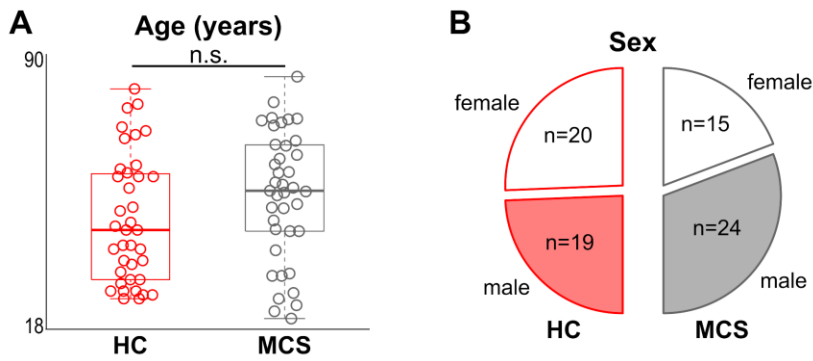 A
Age (years)
90
n.s.
18
HC
MCS
B
Sex
female
female
n=20
n=15
n=19
n=24
male
male
HC
MCS